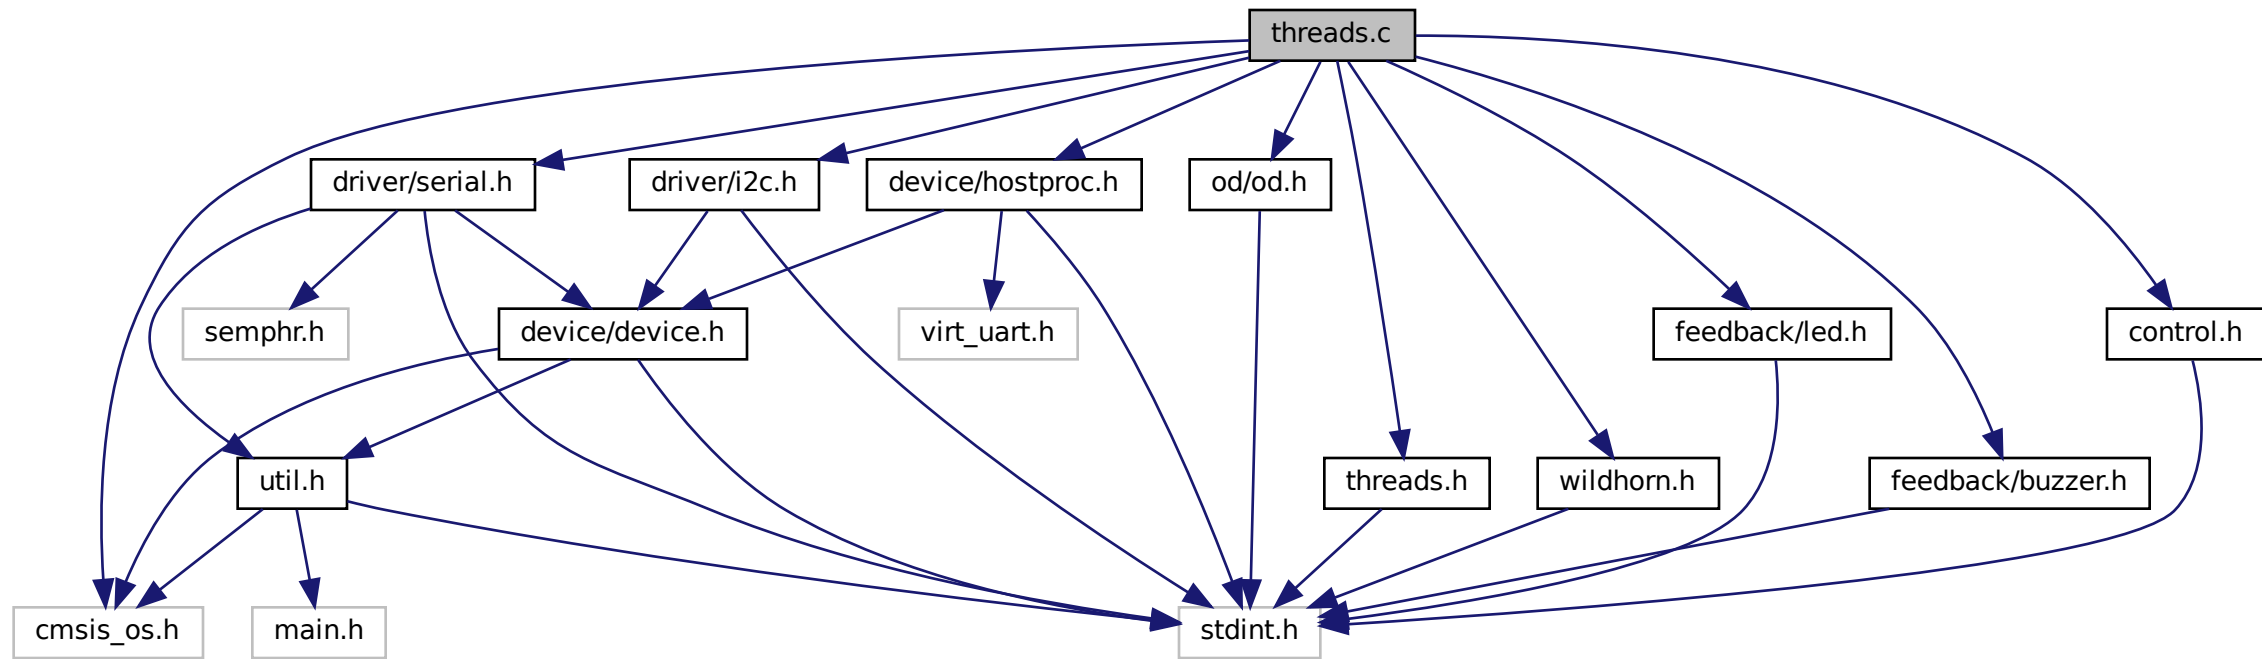 threads.c
driver/serial.h
driver/i2c.h
device/hostproc.h
od/od.h
semphr.h
device/device.h
virt_uart.h
feedback/led.h
control.h
util.h
threads.h
wildhorn.h
feedback/buzzer.h
cmsis_os.h
main.h
stdint.h